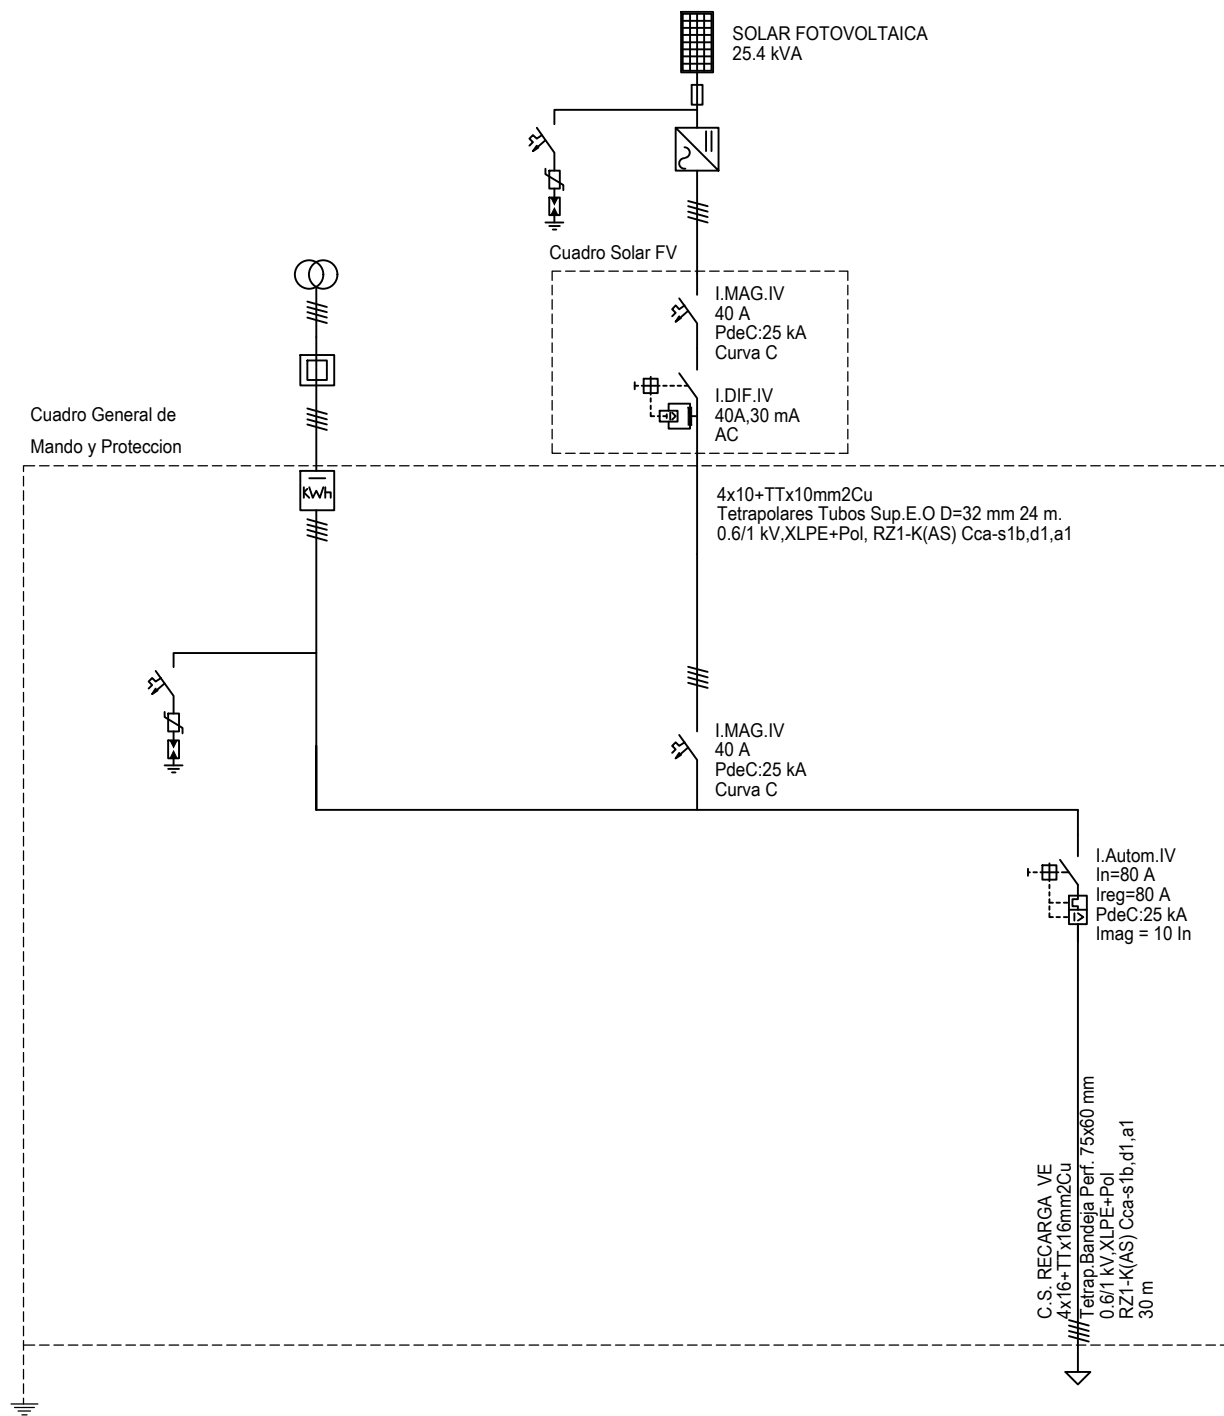 SOLAR FOTOVOLTAICA
25.4 kVA
Cuadro Solar FV
I.MAG.IV
40 A
PdeC:25 kA
Curva C
I.DIF.IV
40A,30 mA
AC
Cuadro General de
Mando y Proteccion
KWh
4x10+TTx10mm2Cu
Tetrapolares Tubos Sup.E.O D=32 mm 24 m.
0.6/1 kV,XLPE+Pol, RZ1-K(AS) Cca-s1b,d1,a1
I.MAG.IV
40 A
PdeC:25 kA
Curva C
I.Autom.IV
In=80 A
Ireg=80 A
PdeC:25 kA
Imag = 10 In
C.S. RECARGA VE
4x16+TTx16mm2Cu
Tetrap.Bandeja Perf. 75x60 mm
0.6/1 kV,XLPE+Pol
RZ1-K(AS) Cca-s1b,d1,a1
30 m